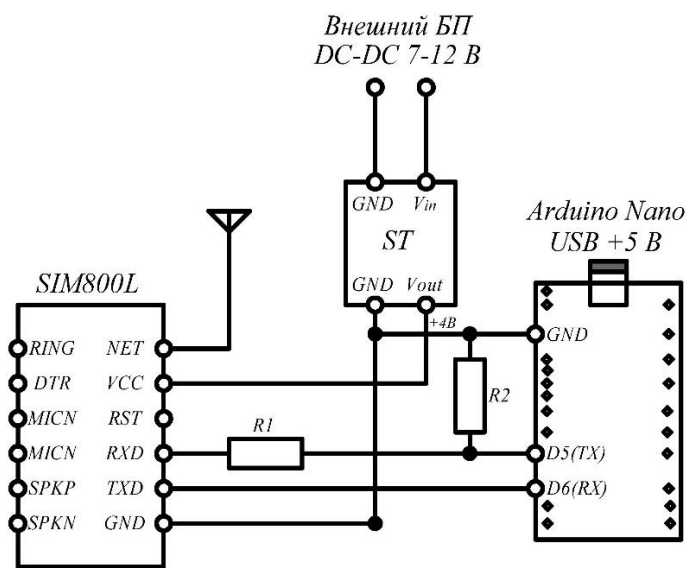 Внешний БП
DC-DC 7-12 В
GND Vin
ST
GND Vout
+4В
Arduino Nano
USB +5 В
GND
R2
D5(TX)
D6(RX)
R1
SIM800L
RING NET
DTR VCC
MICN RST
MICN RXD
SPKP TXD
SPKN GND